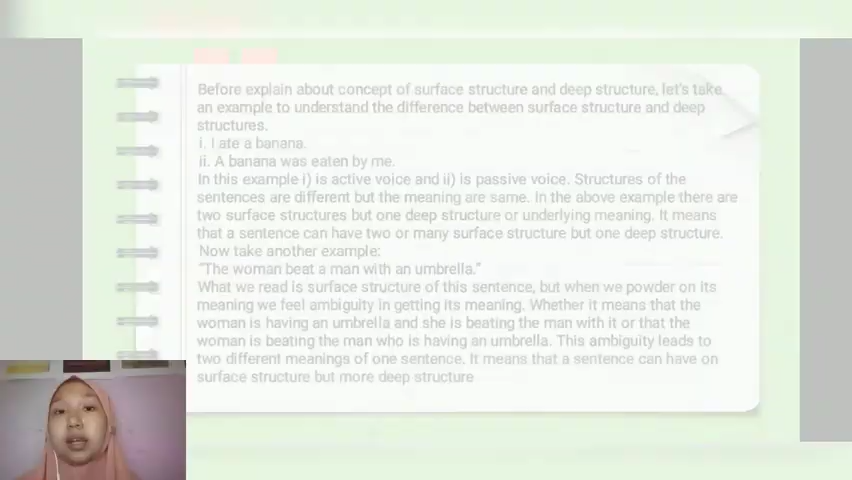 Before explain about concept of surface structure and deep structure, let's take
an example to understand the difference between surface structure and deep
structures.
i. I ate a banana.
ii. A banana was eaten by me.
In this example i) is active voice and ii) is passive voice. Structures of the
sentences are different but the meaning are same. In the above example there are
two surface structures but one deep structure or underlying meaning. It means
that a sentence can have two or many surface structure but one deep structure.
Now take another example:
“The woman beat a man with an umbrella.”
What we read is surface structure of this sentence, but when we powder on its
meaning we feel ambiguity in getting its meaning. Whether it means that the
woman is having an umbrella and she is beating the man with it or that the
woman is beating the man who is having an umbrella. This ambiguity leads to
two different meanings of one sentence. It means that a sentence can have on
surface structure but more deep structure